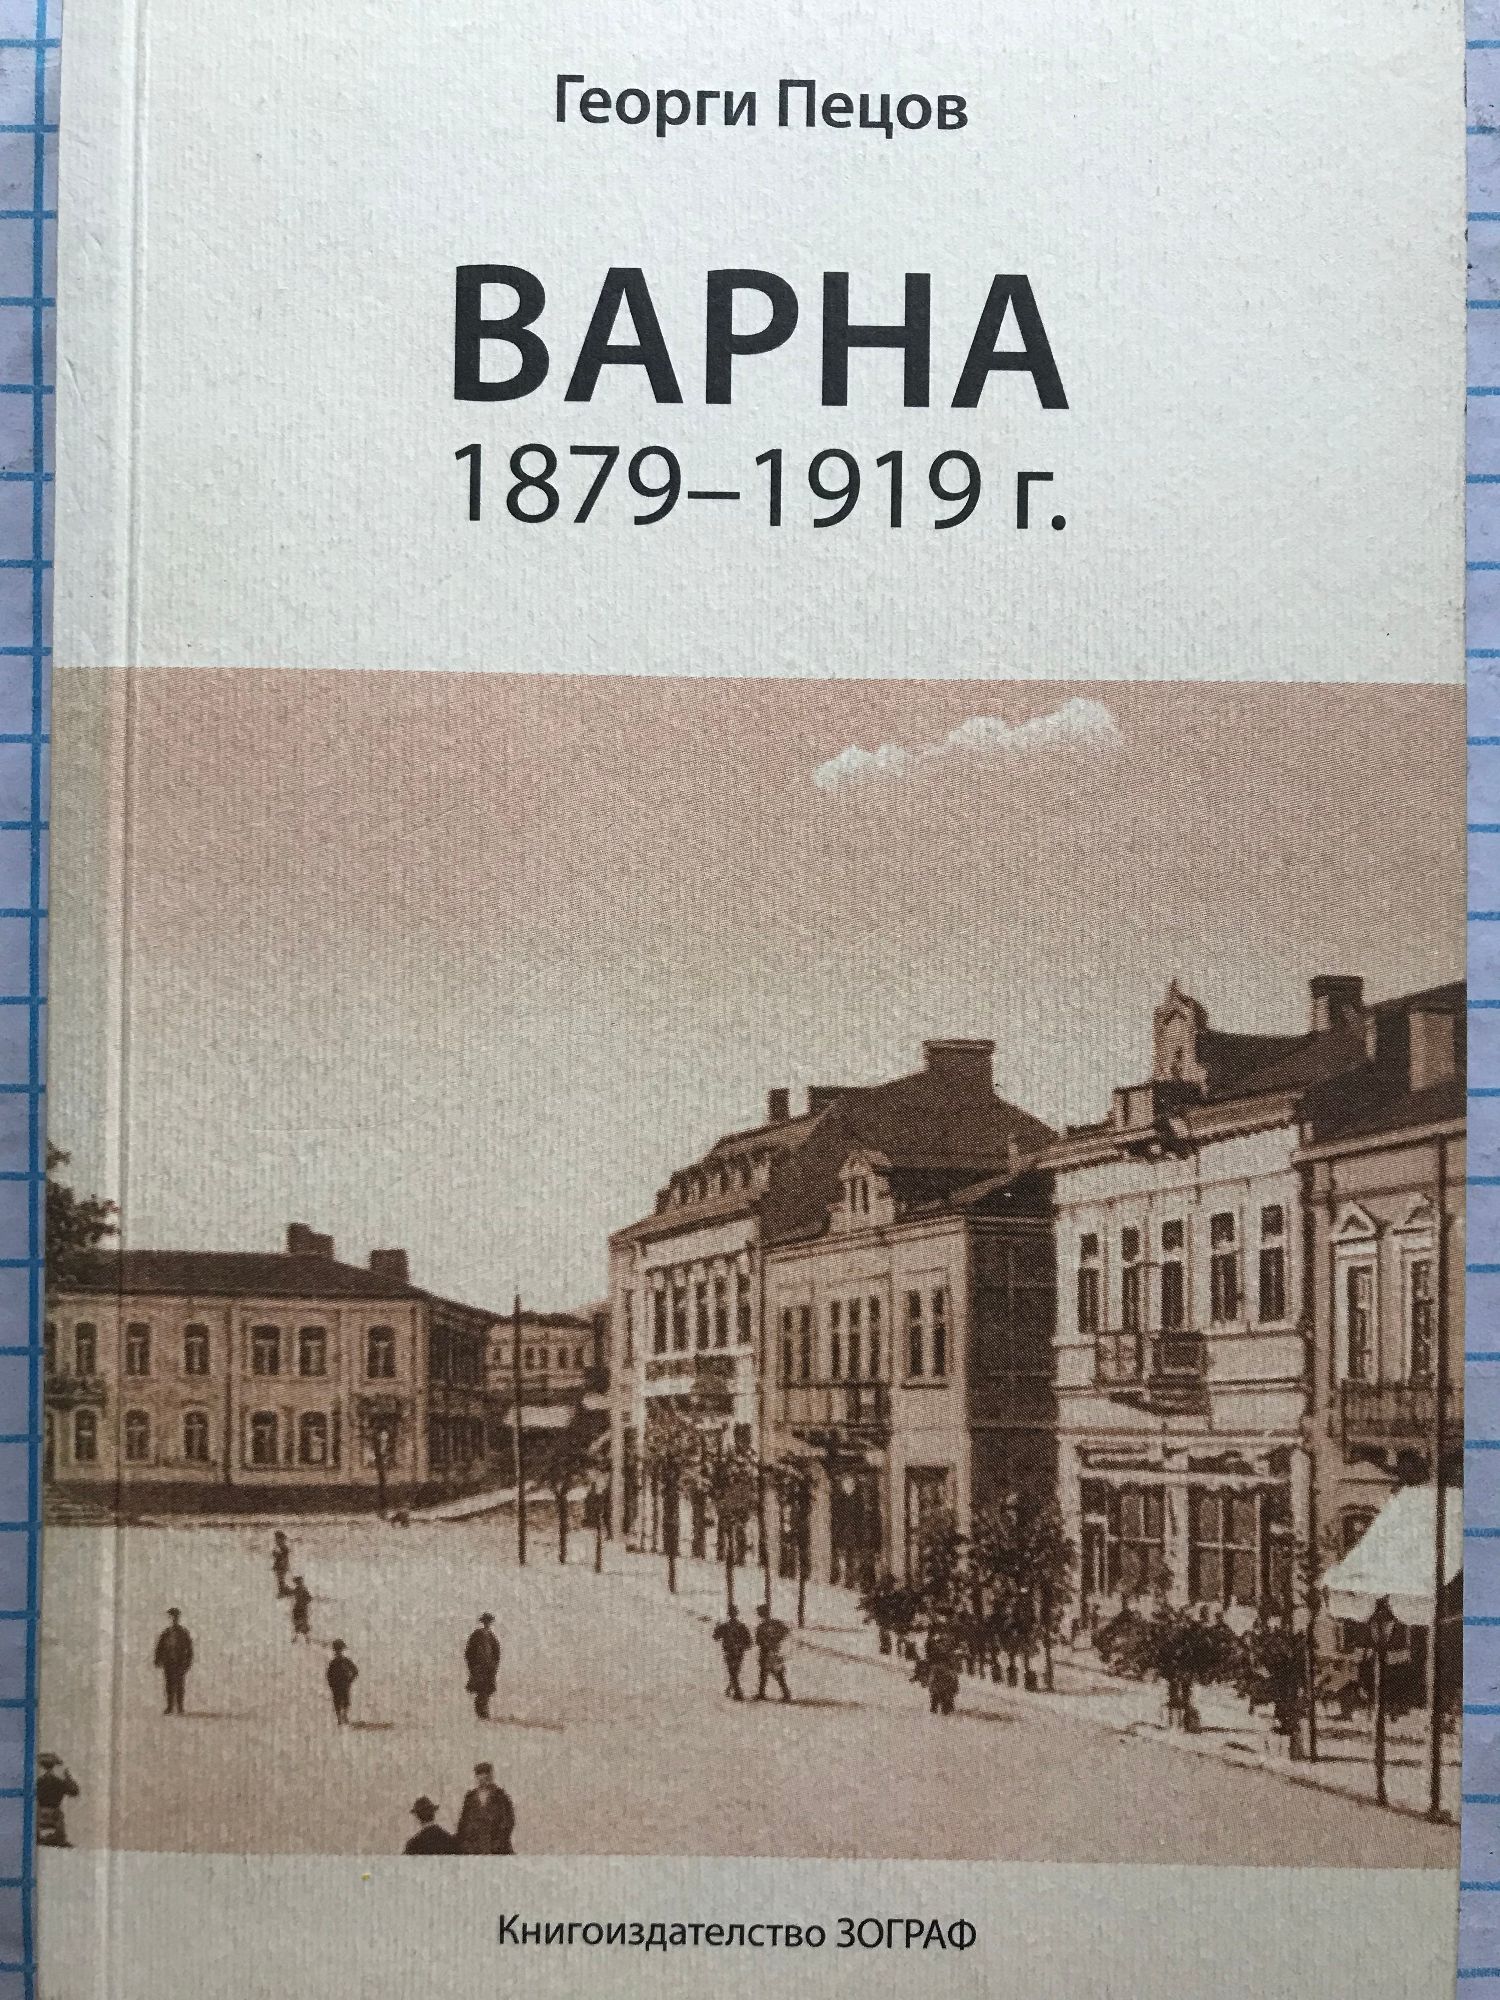 Георги Пецов
ВАРНА
1879–1919 г.
Книгоиздателство ЗОГРАФ